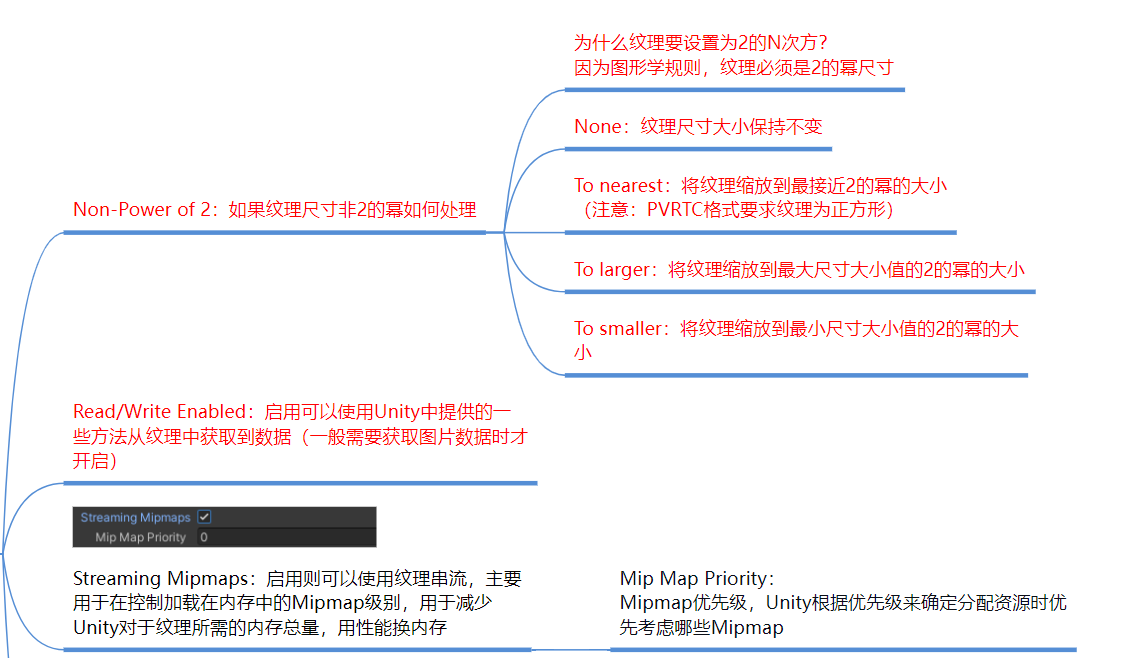 为什么纹理要设置为2的N次方？
因为图形学规则，纹理必须是2的幂尺寸
None：纹理尺寸大小保持不变
To nearest：将纹理缩放到最接近2的幂的大小
（注意：PVRTC格式要求纹理为正方形）
Non-Power of 2：如果纹理尺寸非2的幂如何处理
To larger：将纹理缩放到最大尺寸大小值的2的幂的大小
To smaller：将纹理缩放到最小尺寸大小值的2的幂的大
小
Read/Write Enabled：启用可以使用Unity中提供的一
些方法从纹理中获取到数据（一般需要获取图片数据时才
开启）
Streaming Mipmaps
Mip Map Priority 0
Streaming Mipmaps：启用则可以使用纹理串流，主要
用于在控制加载在内存中的Mipmap级别，用于减少
Unity对于纹理所需的内存总量，用性能换内存
Mip Map Priority：
Mipmap优先级，Unity根据优先级来确定分配资源时优
先考虑哪些Mipmap